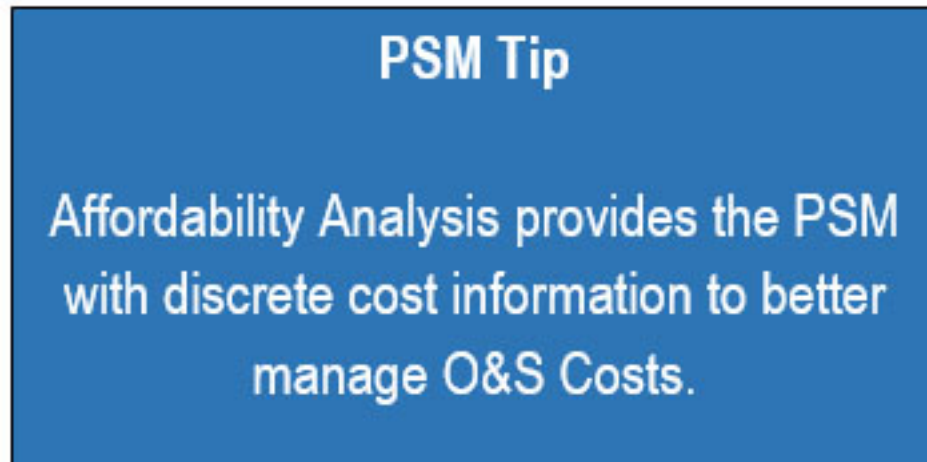 PSM Tip
Affordability Analysis provides the PSM
with discrete cost information to better
manage O&S Costs.